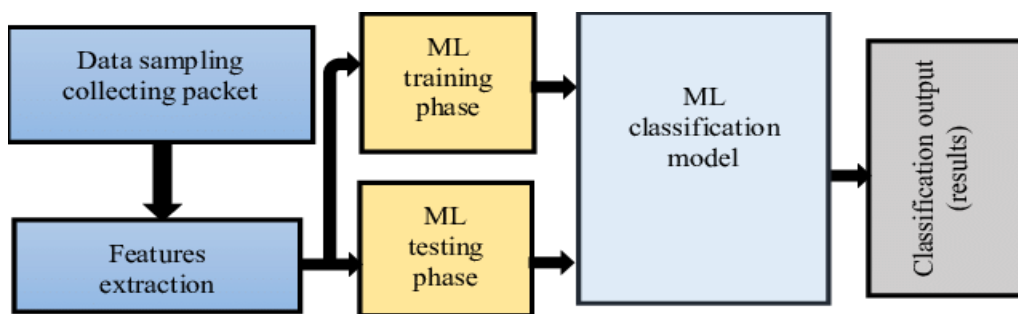 Data sampling
collecting packet
Features
extraction
ML
training
phase
ML
testing
phase
ML
classification
model
Classification output
(results)